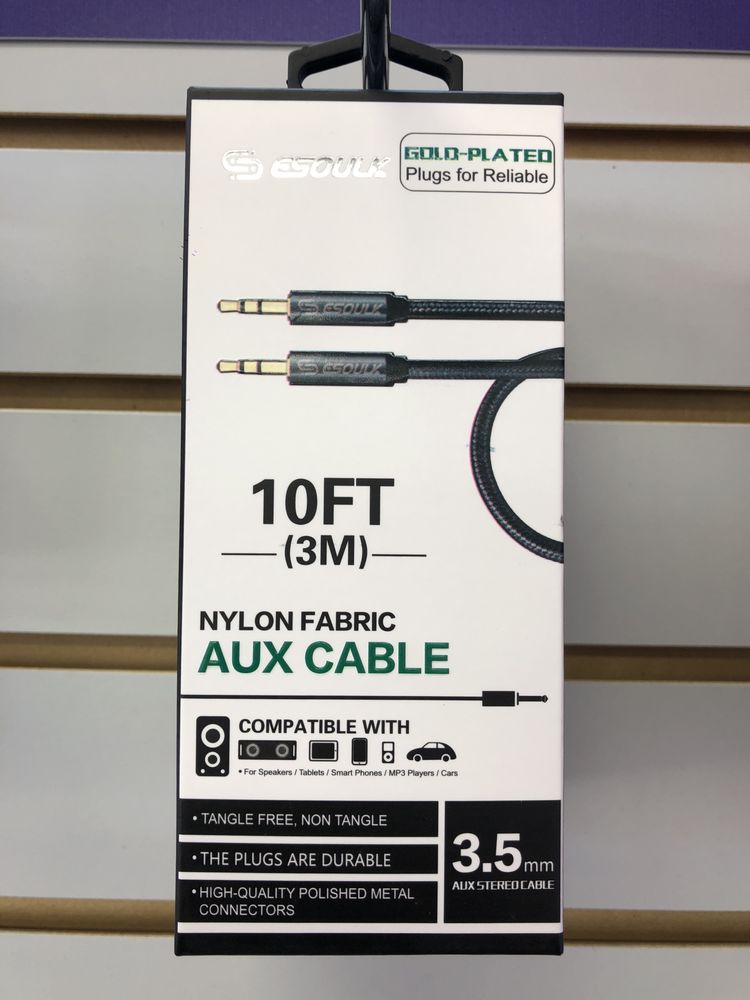 ESOULK
GOLD-PLATED
Plugs for Reliable
ESOULK
ESOULK
10FT
(3M)
NYLON FABRIC
AUX CABLE
COMPATIBLE WITH
• For Speakers / Tablets / Smart Phones / MP3 Players / Cars
• TANGLE FREE, NON TANGLE
• THE PLUGS ARE DURABLE
• HIGH-QUALITY POLISHED METAL
CONNECTORS
3.5mm
AUX STEREO CABLE